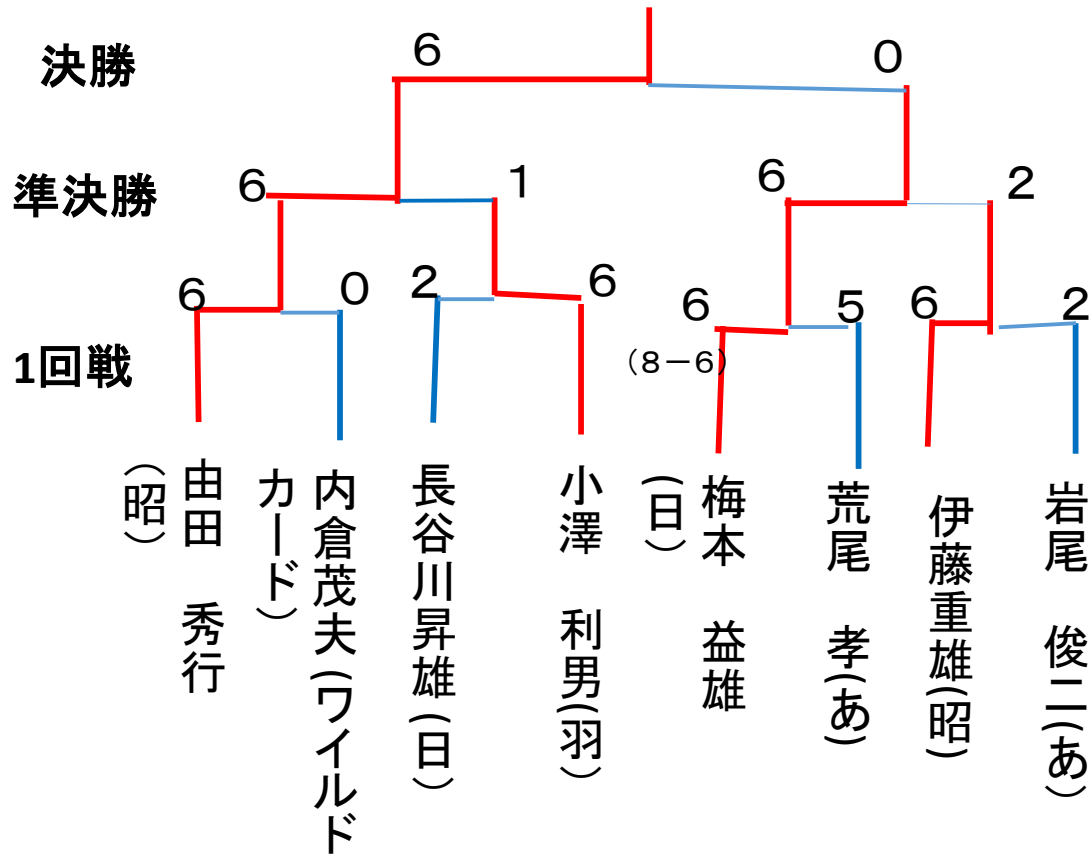 決勝
6
0
準決勝
6
1
6
2
6
0
2
6
6
5
6
2
1回戦
（8－6）
由田　秀行
（昭）
内倉茂夫（ワイルド
カード）
長谷川昇雄（日）
小澤　利男（羽）
梅本　益雄
（日）
荒尾　孝（あ）
伊藤重雄（昭）
岩尾　俊二（あ）